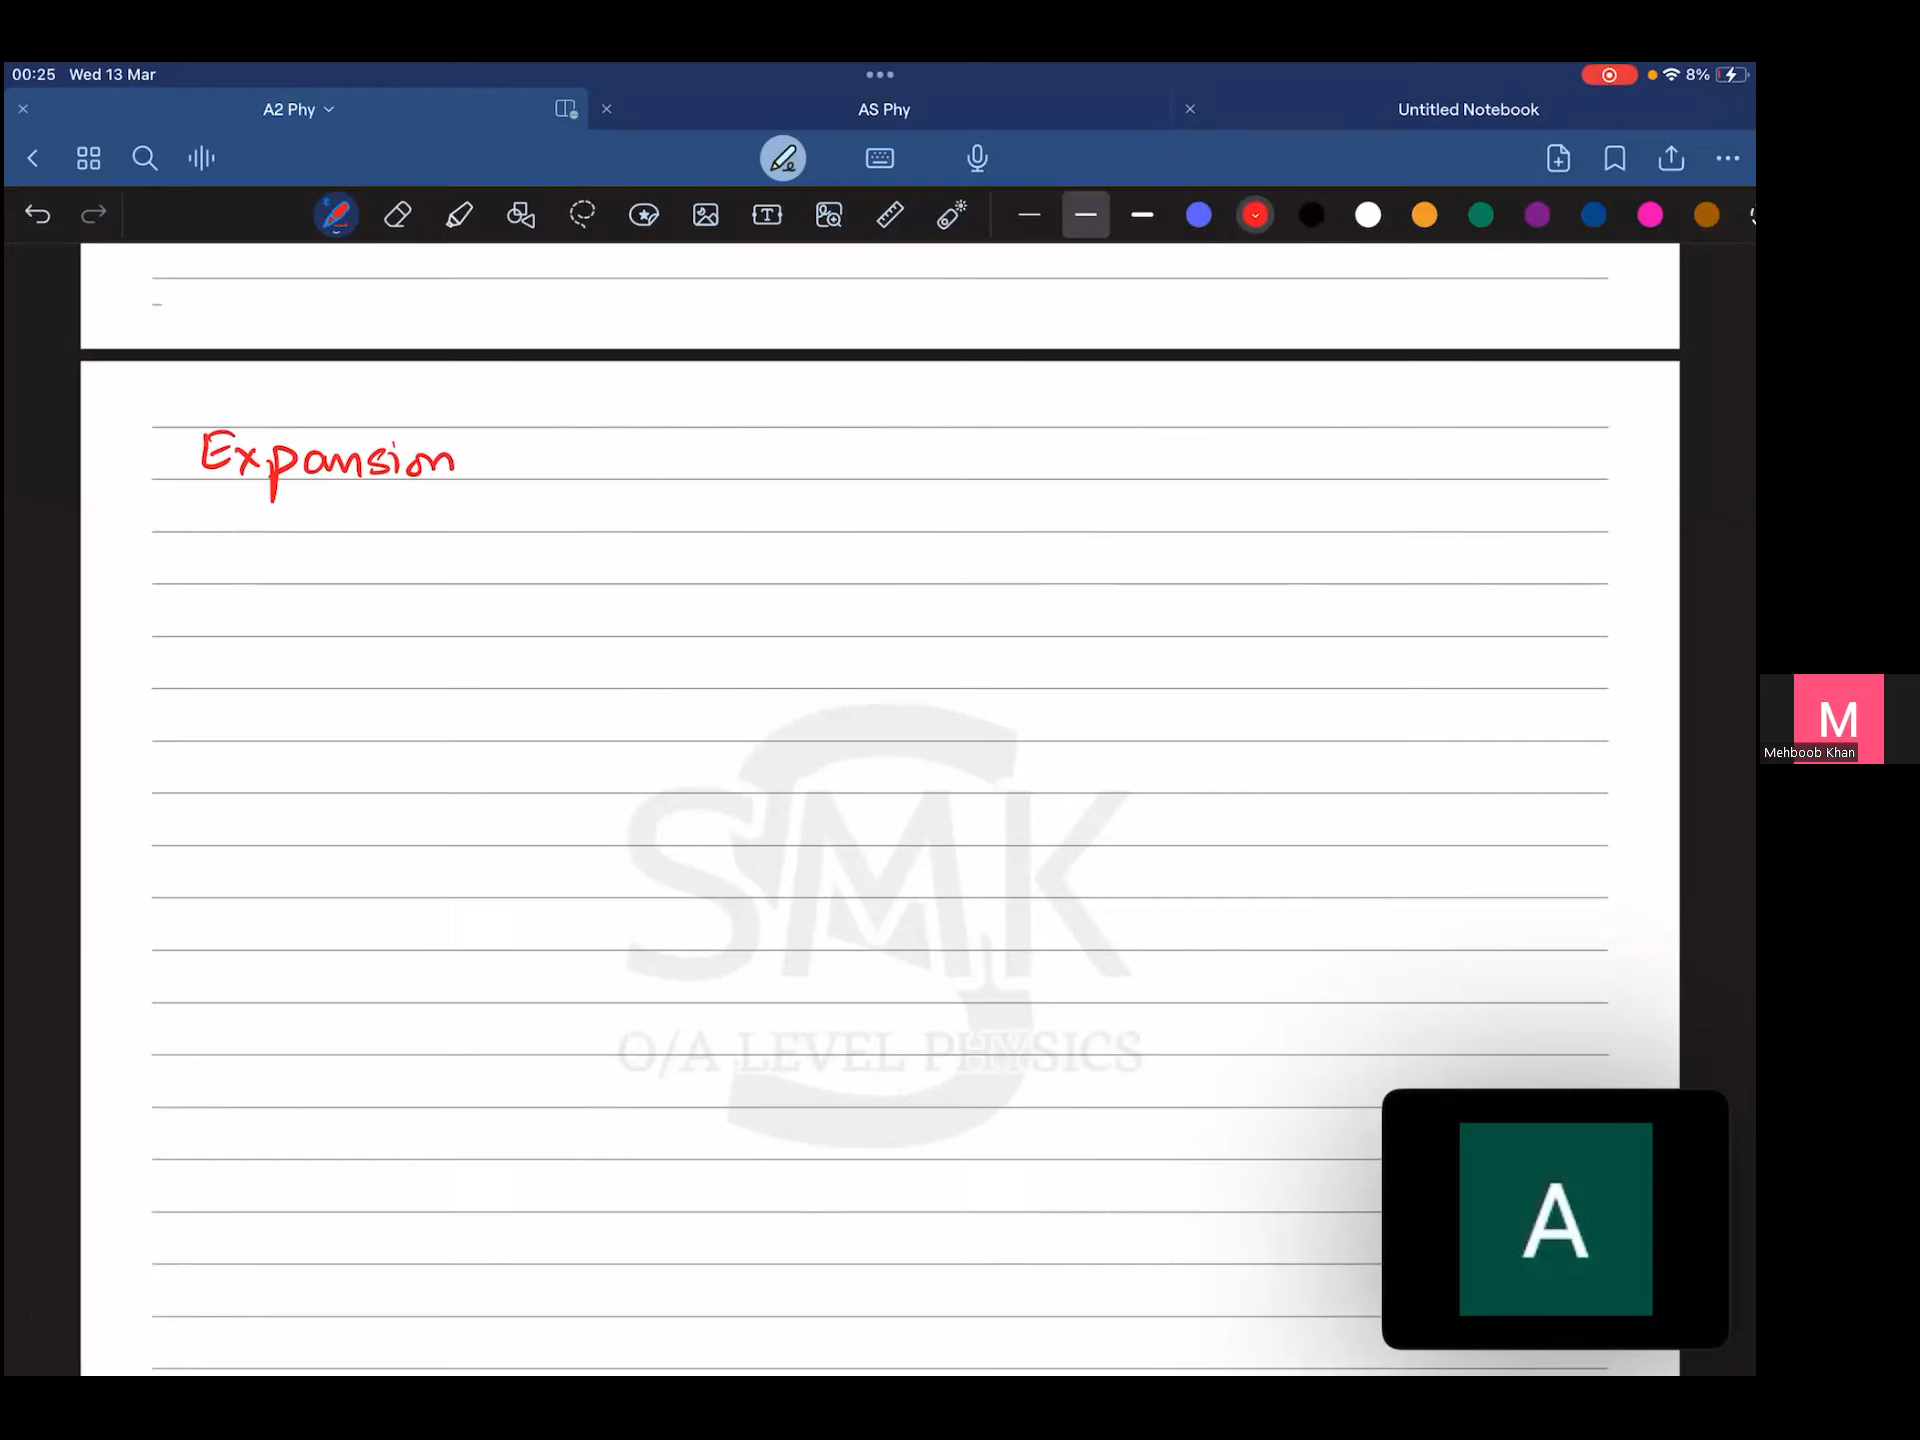 00:25 Wed 13 Mar
8%
A2 Phy
AS Phy
Untitled Notebook
Expansion
SMK
O/A LEVEL PHYSICS
M
Mehboob Khan
A